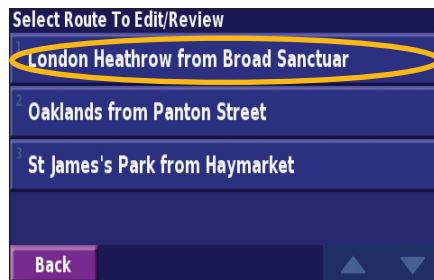 Select Route To Edit/Review
1
London Heathrow from Broad Sanctuar
2
Oaklands from Panton Street
3
St James's Park from Haymarket
Back